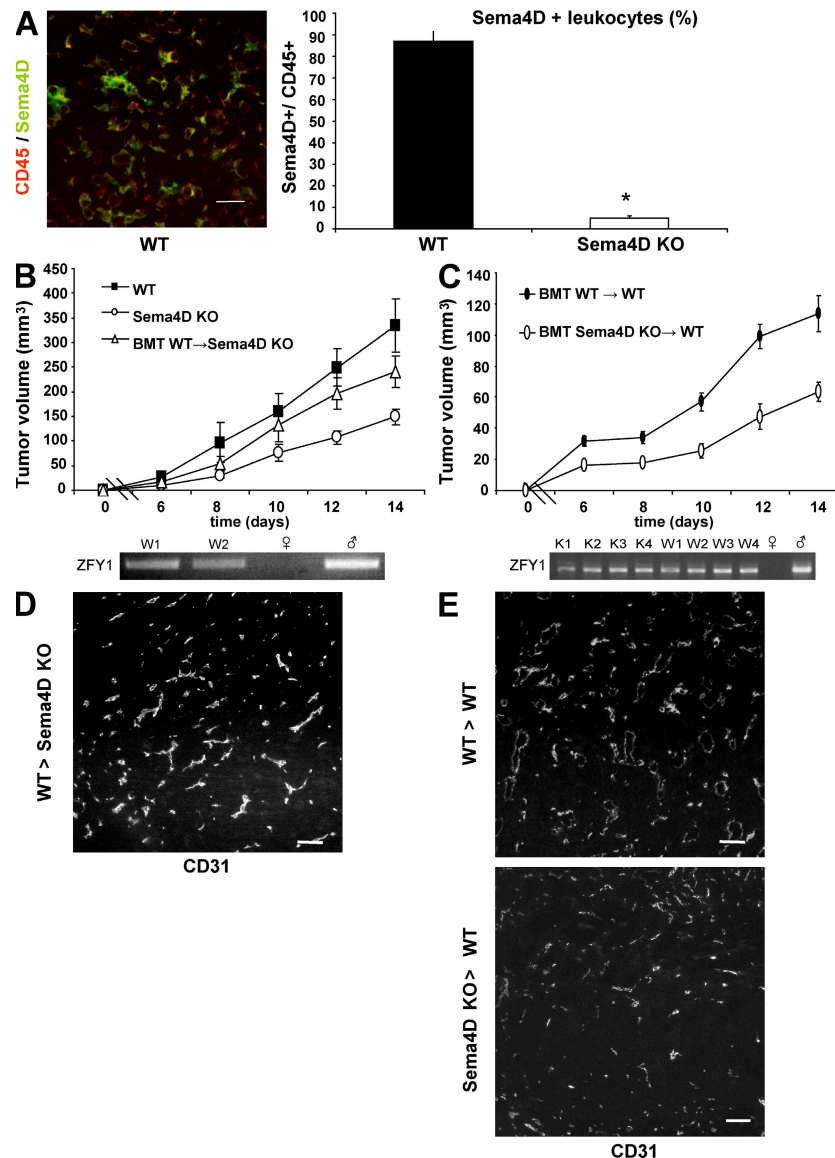 A
CD45 / Sema4D
WT
Sema4D + leukocytes (%)
Sema4D+/ CD45+
90
80
70
60
50
40
30
20
10
0
*
WT
Sema4D KO
B
Tumor volume (mm³)
450
400
350
300
250
200
150
100
50
0
WT
Sema4D KO
BMT WT→Sema4D KO
0 6 8 10 12 14
time (days)
W1 W2 ♀ ♂
ZFY1
C
Tumor volume (mm³)
140
120
100
80
60
40
20
0
BMT WT → WT
BMT Sema4D KO→ WT
0 6 8 10 12 14
time (days)
K1 K2 K3 K4 W1 W2 W3 W4 ♀ ♂
ZFY1
D
WT > Sema4D KO
CD31
E
WT > WT
Sema4D KO > WT
CD31